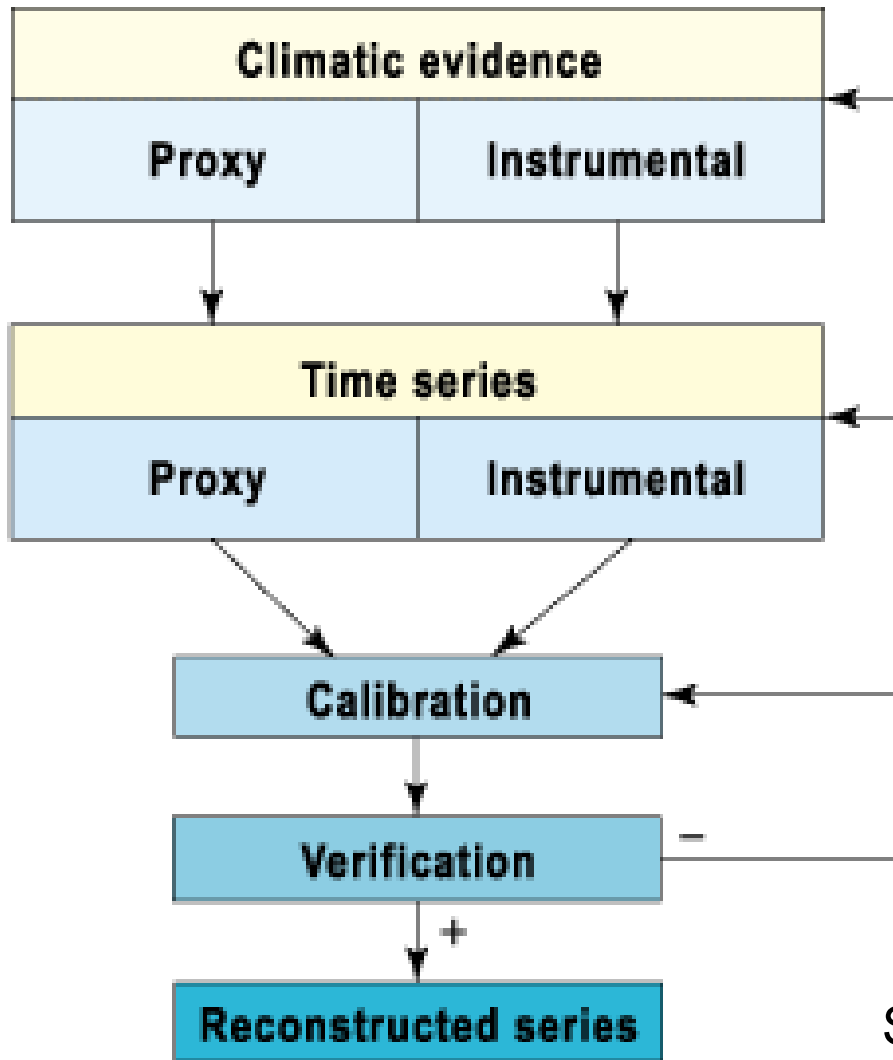 Climatic evidence
Proxy Instrumental
Time series
Proxy Instrumental
Calibration
Verification −
+
Reconstructed series
S